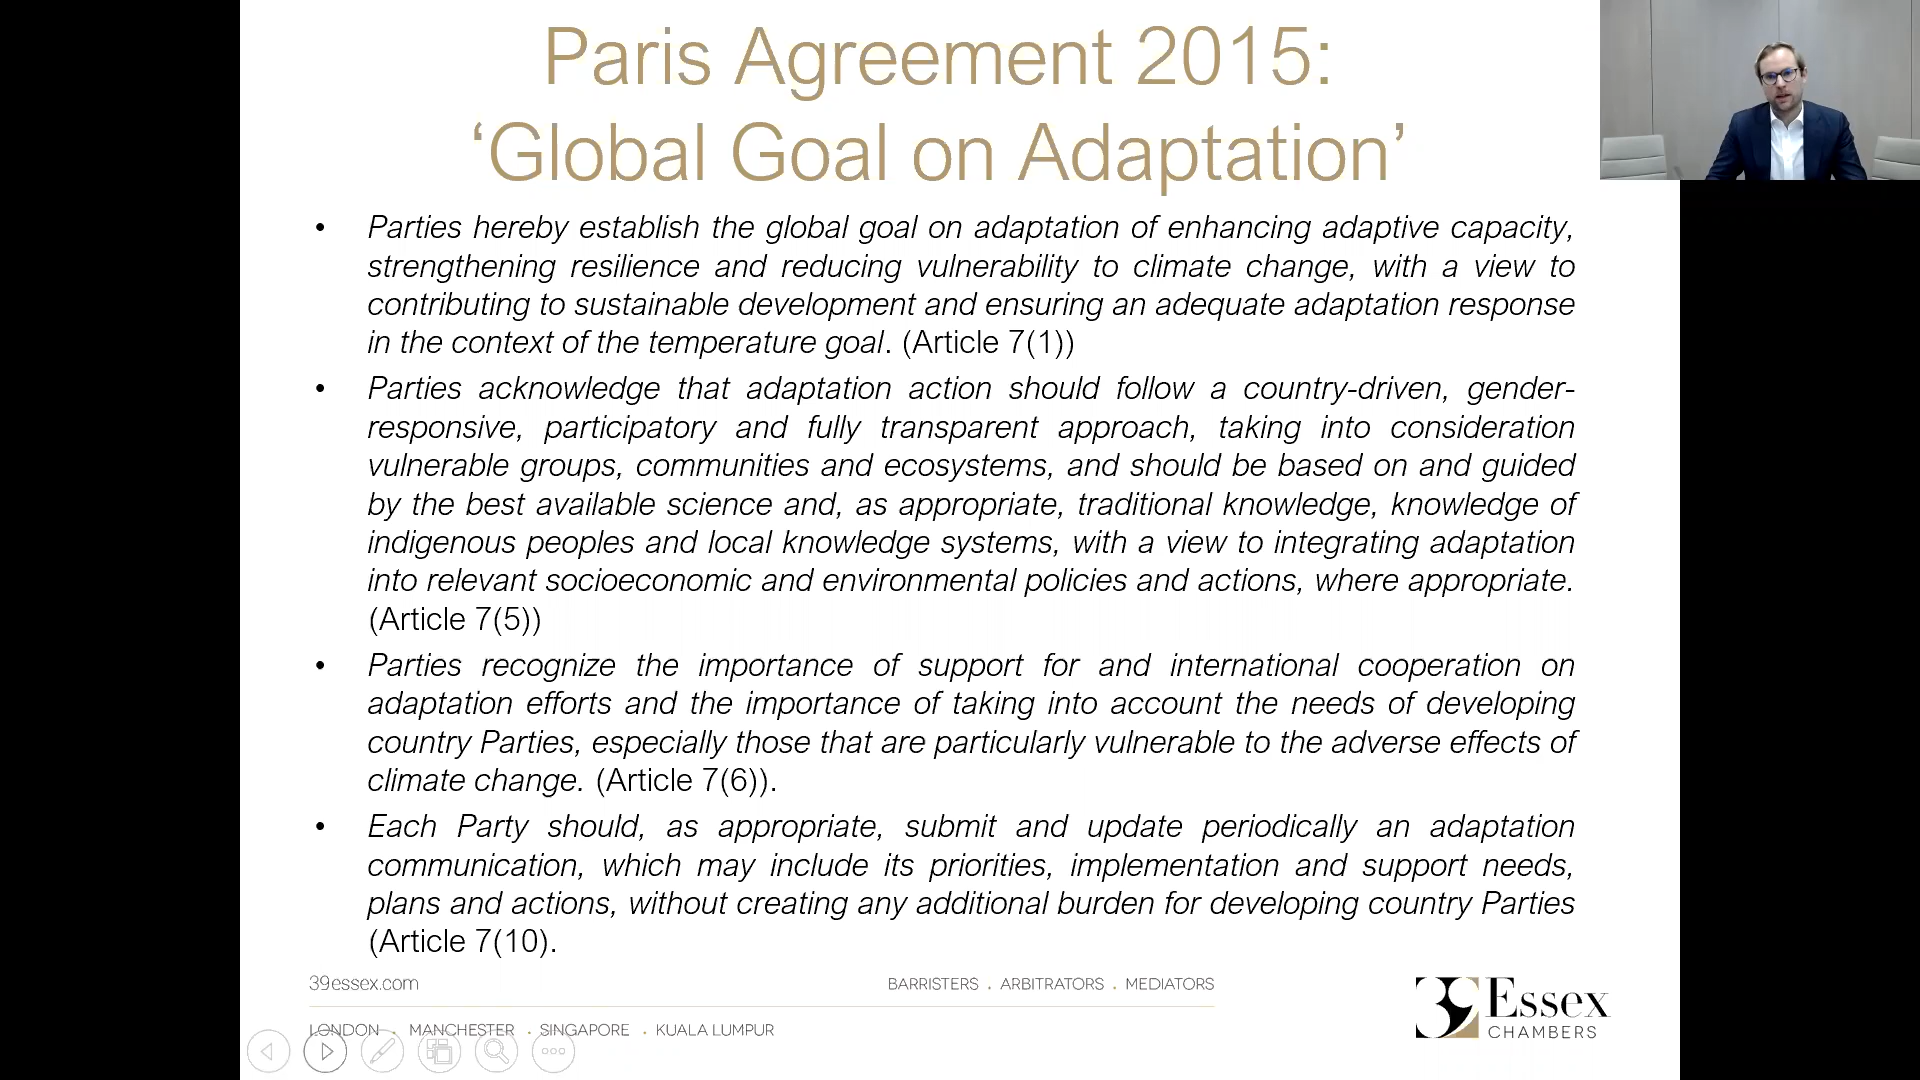 Paris Agreement 2015:
‘Global Goal on Adaptation’
• Parties hereby establish the global goal on adaptation of enhancing adaptive capacity,
strengthening resilience and reducing vulnerability to climate change, with a view to
contributing to sustainable development and ensuring an adequate adaptation response
in the context of the temperature goal. (Article 7(1))
• Parties acknowledge that adaptation action should follow a country-driven, gender-
responsive, participatory and fully transparent approach, taking into consideration
vulnerable groups, communities and ecosystems, and should be based on and guided
by the best available science and, as appropriate, traditional knowledge, knowledge of
indigenous peoples and local knowledge systems, with a view to integrating adaptation
into relevant socioeconomic and environmental policies and actions, where appropriate.
(Article 7(5))
• Parties recognize the importance of support for and international cooperation on
adaptation efforts and the importance of taking into account the needs of developing
country Parties, especially those that are particularly vulnerable to the adverse effects of
climate change. (Article 7(6)).
• Each Party should, as appropriate, submit and update periodically an adaptation
communication, which may include its priorities, implementation and support needs,
plans and actions, without creating any additional burden for developing country Parties
(Article 7(10).
39essex.com
BARRISTERS . ARBITRATORS . MEDIATORS
LONDON . MANCHESTER . SINGAPORE . KUALA LUMPUR
39 Essex
CHAMBERS